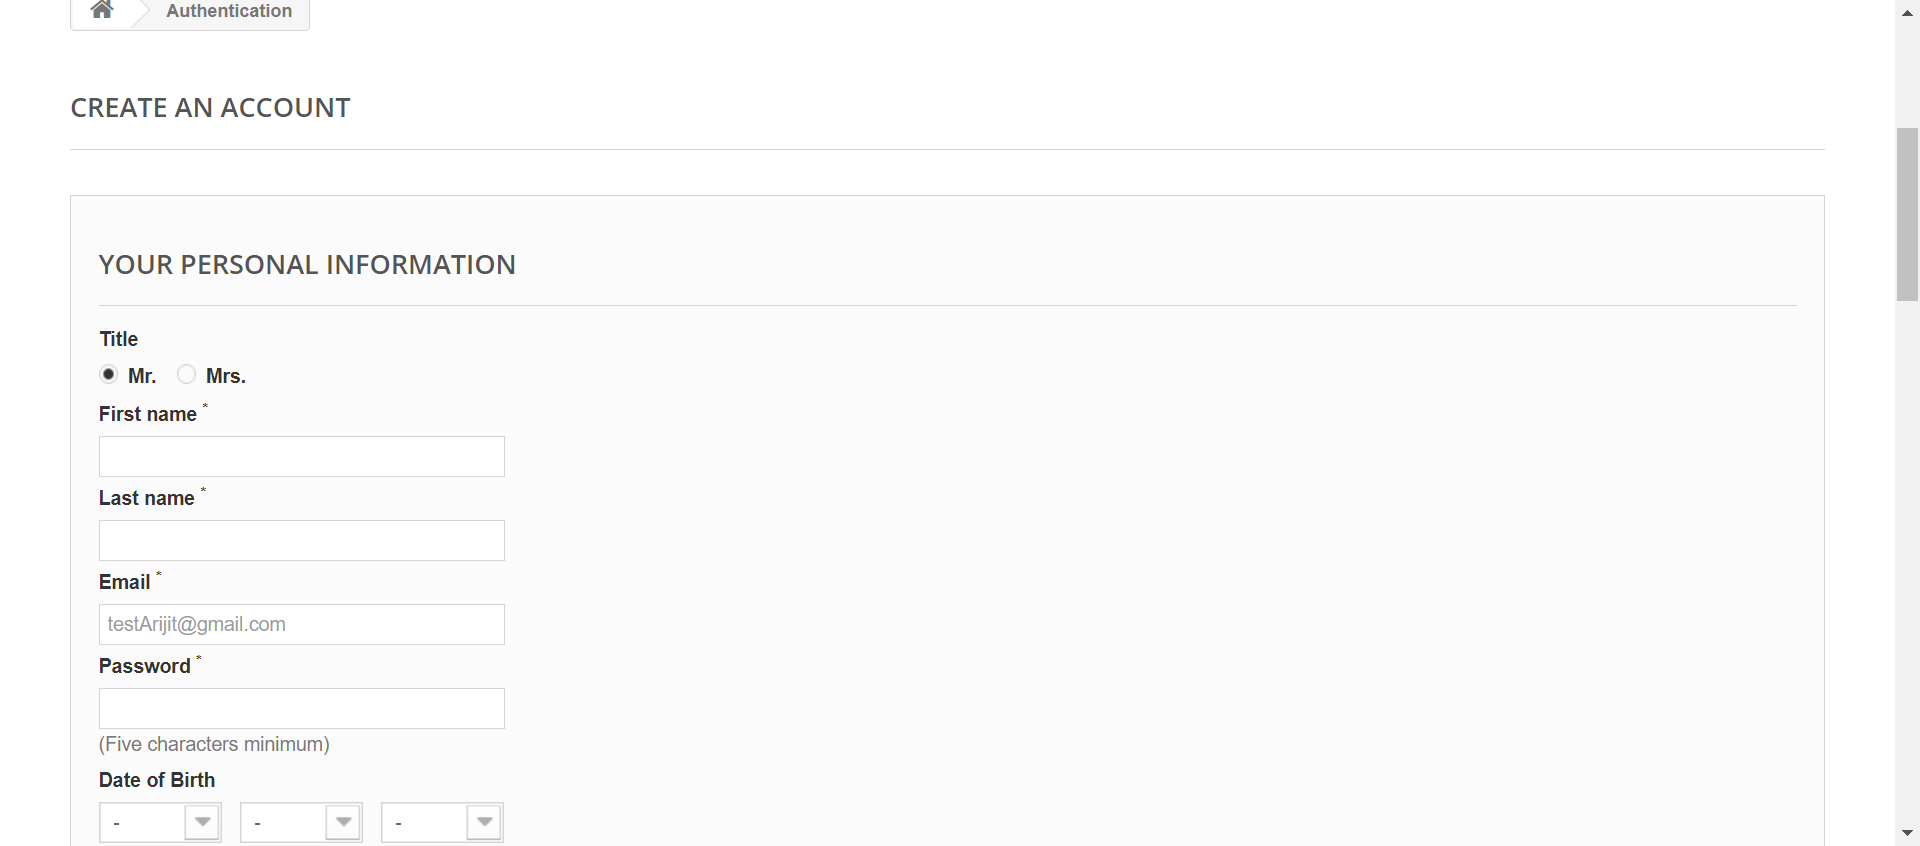 Authentication
CREATE AN ACCOUNT
YOUR PERSONAL INFORMATION
Title
Mr. Mrs.
First name *
Last name *
Email *
testArijit@gmail.com
Password *
(Five characters minimum)
Date of Birth
- - -